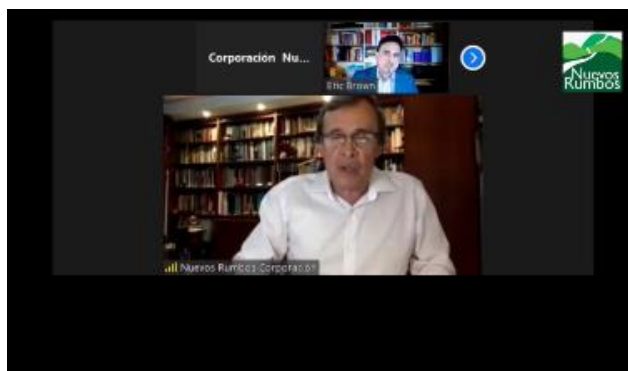 Corporación Nu...
Eric Brown
Nuevos
Rumbos
Nuevos Rumbos Corporación